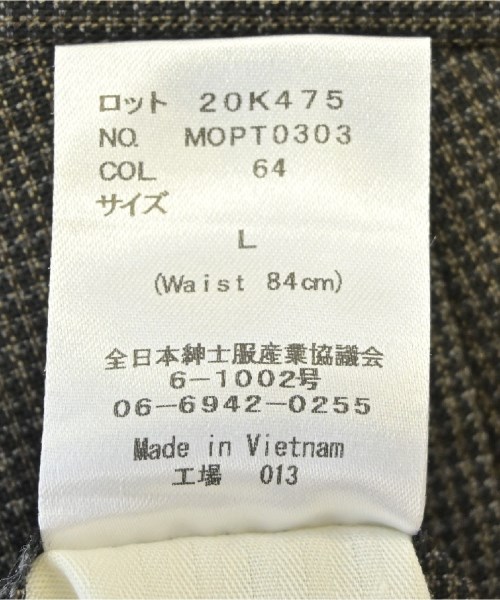 ロット 20K475
NO. MOPT0303
COL 64
サイズ
L
(Waist 84cm)
全日本紳士服産業協議会
6-1002号
06-6942-0255
Made in Vietnam
工場 013